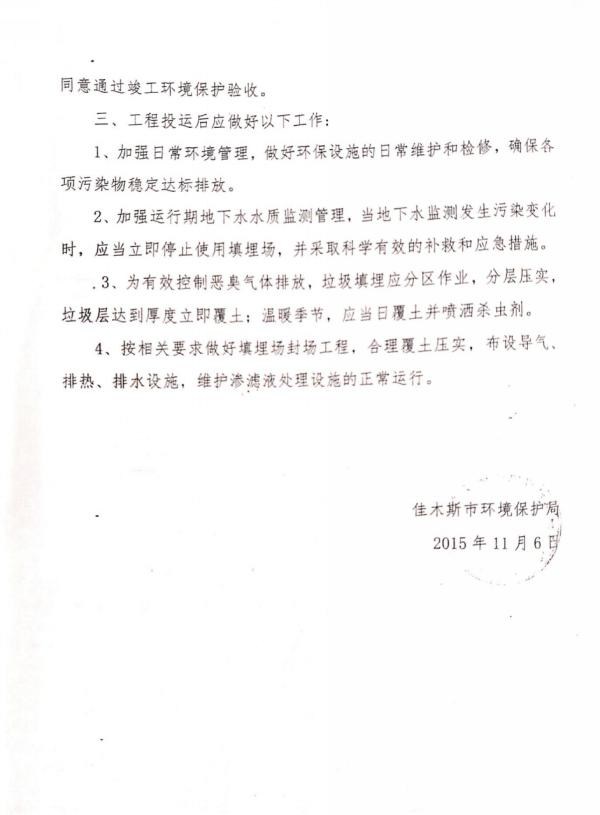 同意通过竣工环境保护验收。
三、工程投运后应做好以下工作：
1、加强日常环境管理，做好环保设施的日常维护和检修，确保各
项污染物稳定达标排放。
2、加强运行期地下水水质监测管理，当地下水监测发生污染变化
时，应当立即停止使用填埋场，并采取科学有效的补救和应急措施。
3、为有效控制恶臭气体排放，垃圾填埋应分区作业，分层压实，
垃圾层达到厚度立即覆土；温暖季节，应当日覆土并喷洒杀虫剂。
4、按相关要求做好填埋场封场工程，合理覆土压实，布设导气、
排热、排水设施，维护渗滤液处理设施的正常运行。
佳木斯市环境保护局
2015年11月6日